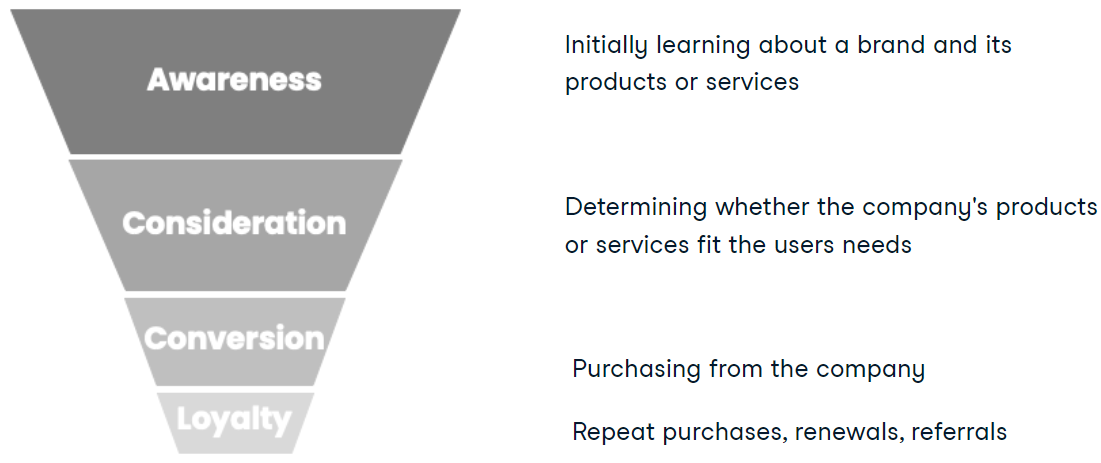 Awareness
Initially learning about a brand and its
products or services
Consideration
Determining whether the company's products
or services fit the users needs
Conversion
Purchasing from the company
Loyalty
Repeat purchases, renewals, referrals